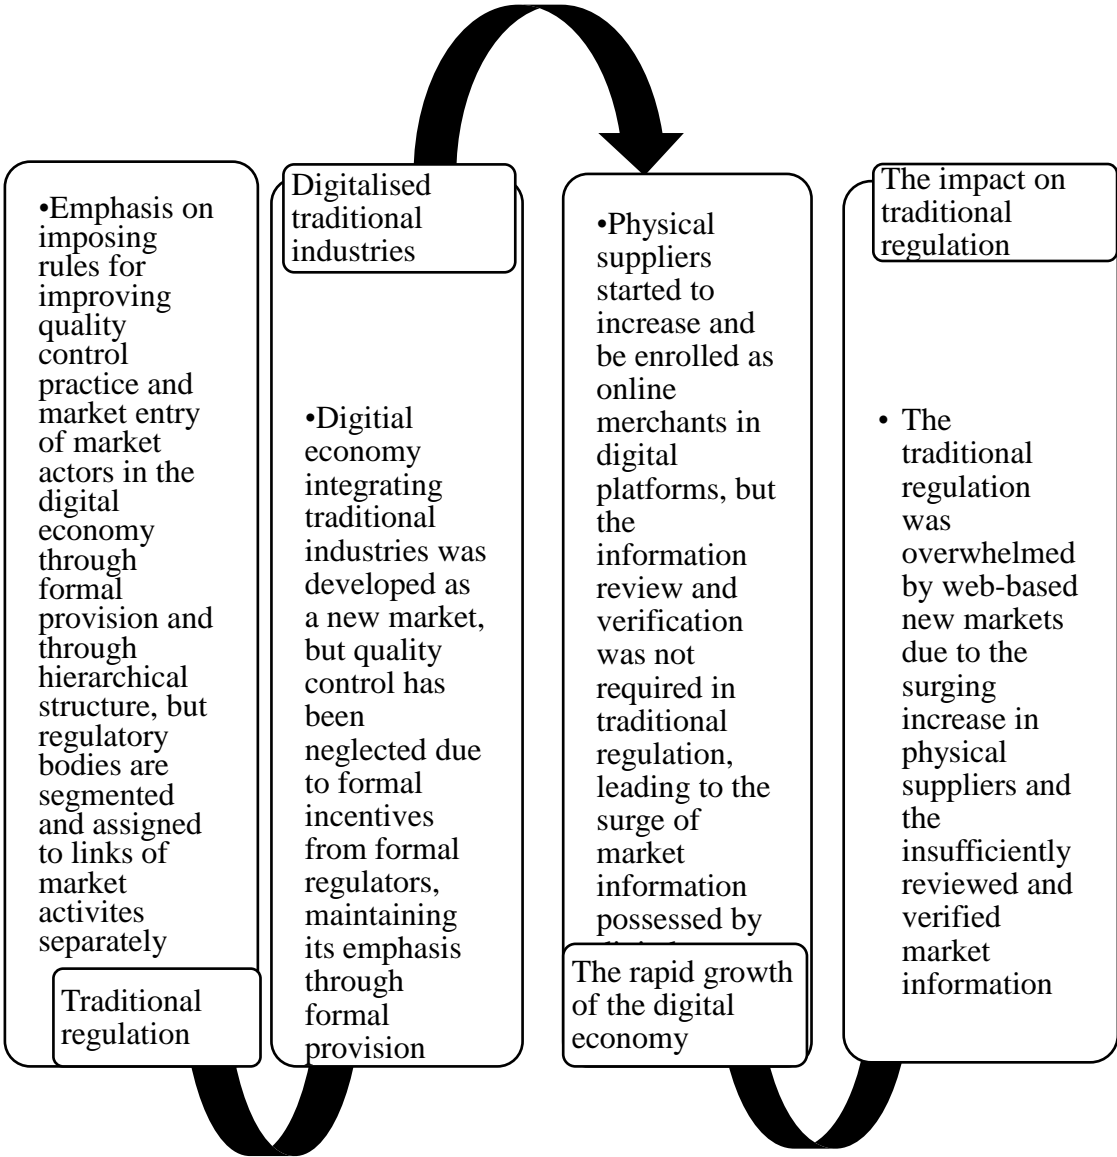 •Emphasis on
imposing
rules for
improving
quality
control
practice and
market entry
of market
actors in the
digital
economy
through
formal
provision and
through
hierarchical
structure, but
regulatory
bodies are
segmented
and assigned
to links of
market
activites
separately
Traditional
regulation
Digitalised
traditional
industries
•Digitial
economy
integrating
traditional
industries was
developed as
a new market,
but quality
control has
been
neglected due
to formal
incentives
from formal
regulators,
maintaining
its emphasis
through
formal
provision
•Physical
suppliers
started to
increase and
be enrolled as
online
merchants in
digital
platforms, but
the
information
review and
verification
was not
required in
traditional
regulation,
leading to the
surge of
market
information
possessed by
The rapid growth
of the digital
economy
The impact on
traditional
regulation
• The
traditional
regulation
was
overwhelmed
by web-based
new markets
due to the
surging
increase in
physical
suppliers and
the
insufficiently
reviewed and
verified
market
information